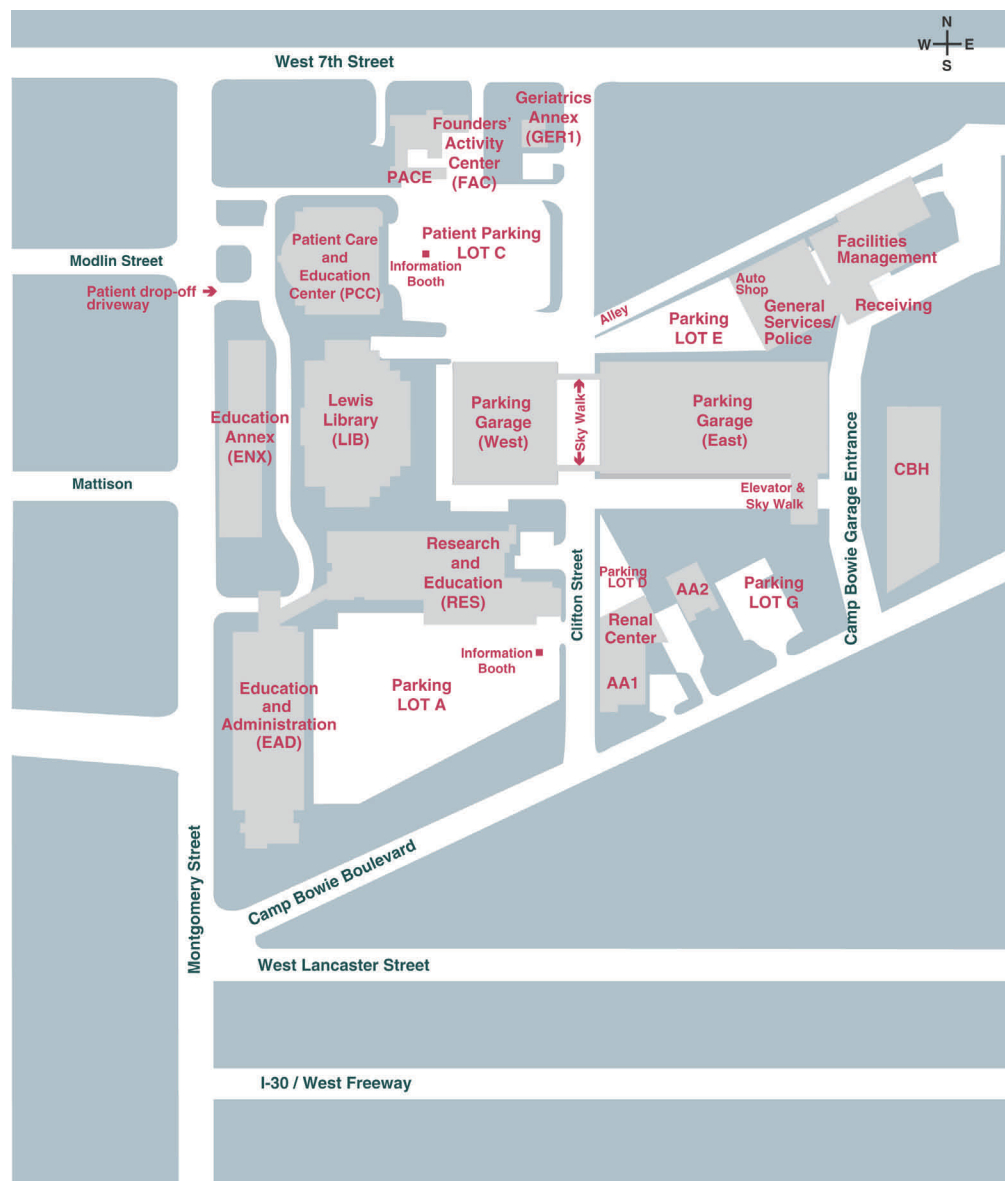 N
W E
S
West 7th Street
Geriatrics
Annex
(GER1)
Founders'
Activity
Center
(FAC)
PACE
Patient Care
and
Education
Center (PCC)
Patient Parking
LOT C
Information
Booth
Modlin Street
Patient drop-off
driveway
Facilities
Management
Auto
Shop
General
Services/
Police
Receiving
Alley
Parking
LOT E
Education
Annex
(ENX)
Lewis
Library
(LIB)
Parking
Garage
(West)
Sky Walk
Parking
Garage
(East)
CBH
Mattison
Elevator &
Sky Walk
Camp Bowie Garage Entrance
Research
and
Education
(RES)
Clifton Street
Parking
LOT D
AA2
Parking
LOT G
Renal
Center
Information
Booth
AA1
Parking
LOT A
Education
and
Administration
(EAD)
Montgomery Street
Camp Bowie Boulevard
West Lancaster Street
I-30 / West Freeway